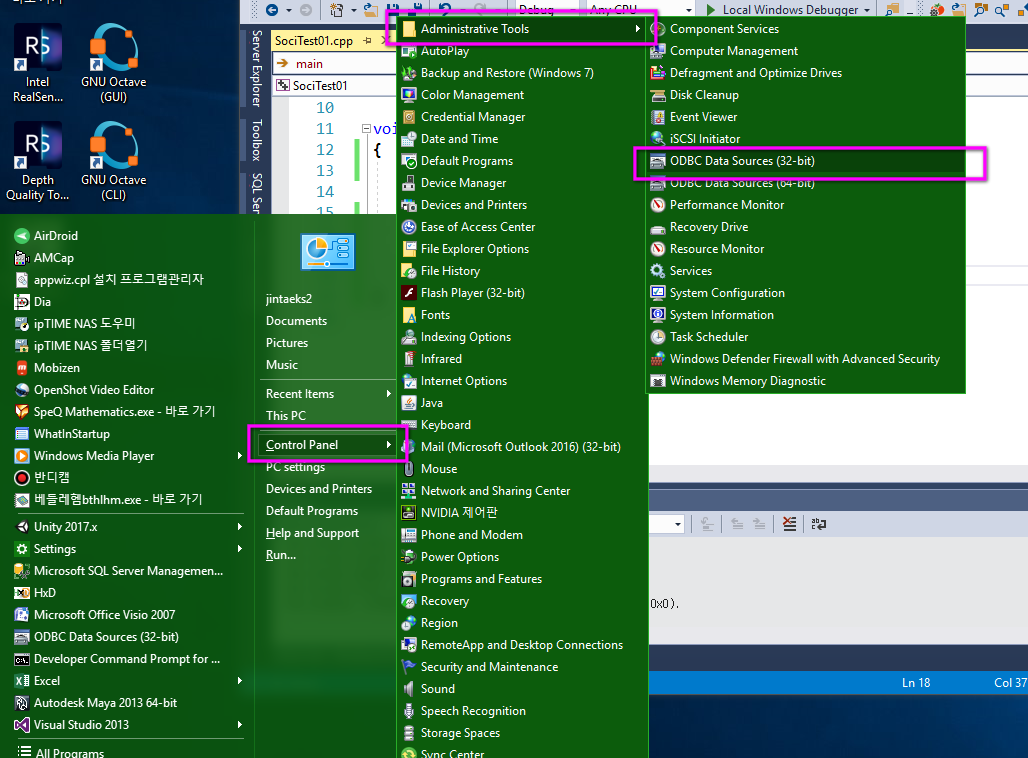 바로 가기
Intel
RealSen...
GNU Octave
(GUI)
Depth
Quality To...
GNU Octave
(CLI)
Debug
Any CPU
Local Windows Debugger
Server Explorer
Toolbox
SQL Ser
SociTest01.cpp
main
SociTest01
10
11
voi
12
{
13
14
15
AirDroid
AMCap
appwiz.cpl 설치 프로그램관리자
Dia
ipTIME NAS 도우미
ipTIME NAS 폴더열기
Mobizen
OpenShot Video Editor
SpeQ Mathematics.exe - 바로 가기
WhatInStartup
Windows Media Player
반디캠
베들레헴bthlhm.exe - 바로 가기
Unity 2017.x
Settings
Microsoft SQL Server Managemen...
HxD
Microsoft Office Visio 2007
ODBC Data Sources (32-bit)
Developer Command Prompt for ...
Excel
Autodesk Maya 2013 64-bit
Visual Studio 2013
All Programs
jintaeks2
Documents
Pictures
Music
Recent Items
This PC
Control Panel
PC settings
Devices and Printers
Default Programs
Help and Support
Run...
Administrative Tools
AutoPlay
Backup and Restore (Windows 7)
Color Management
Credential Manager
Date and Time
Default Programs
Device Manager
Devices and Printers
Ease of Access Center
File Explorer Options
File History
Flash Player (32-bit)
Fonts
Indexing Options
Infrared
Internet Options
Java
Keyboard
Mail (Microsoft Outlook 2016) (32-bit)
Mouse
Network and Sharing Center
NVIDIA 제어판
Phone and Modem
Power Options
Programs and Features
Recovery
Region
RemoteApp and Desktop Connections
Security and Maintenance
Sound
Speech Recognition
Storage Spaces
Sync Center
Component Services
Computer Management
Defragment and Optimize Drives
Disk Cleanup
Event Viewer
iSCSI Initiator
ODBC Data Sources (32-bit)
ODBC Data Sources (64-bit)
Performance Monitor
Recovery Drive
Resource Monitor
Services
System Configuration
System Information
Task Scheduler
Windows Defender Firewall with Advanced Security
Windows Memory Diagnostic
0x0).
Ln 18
Col 37